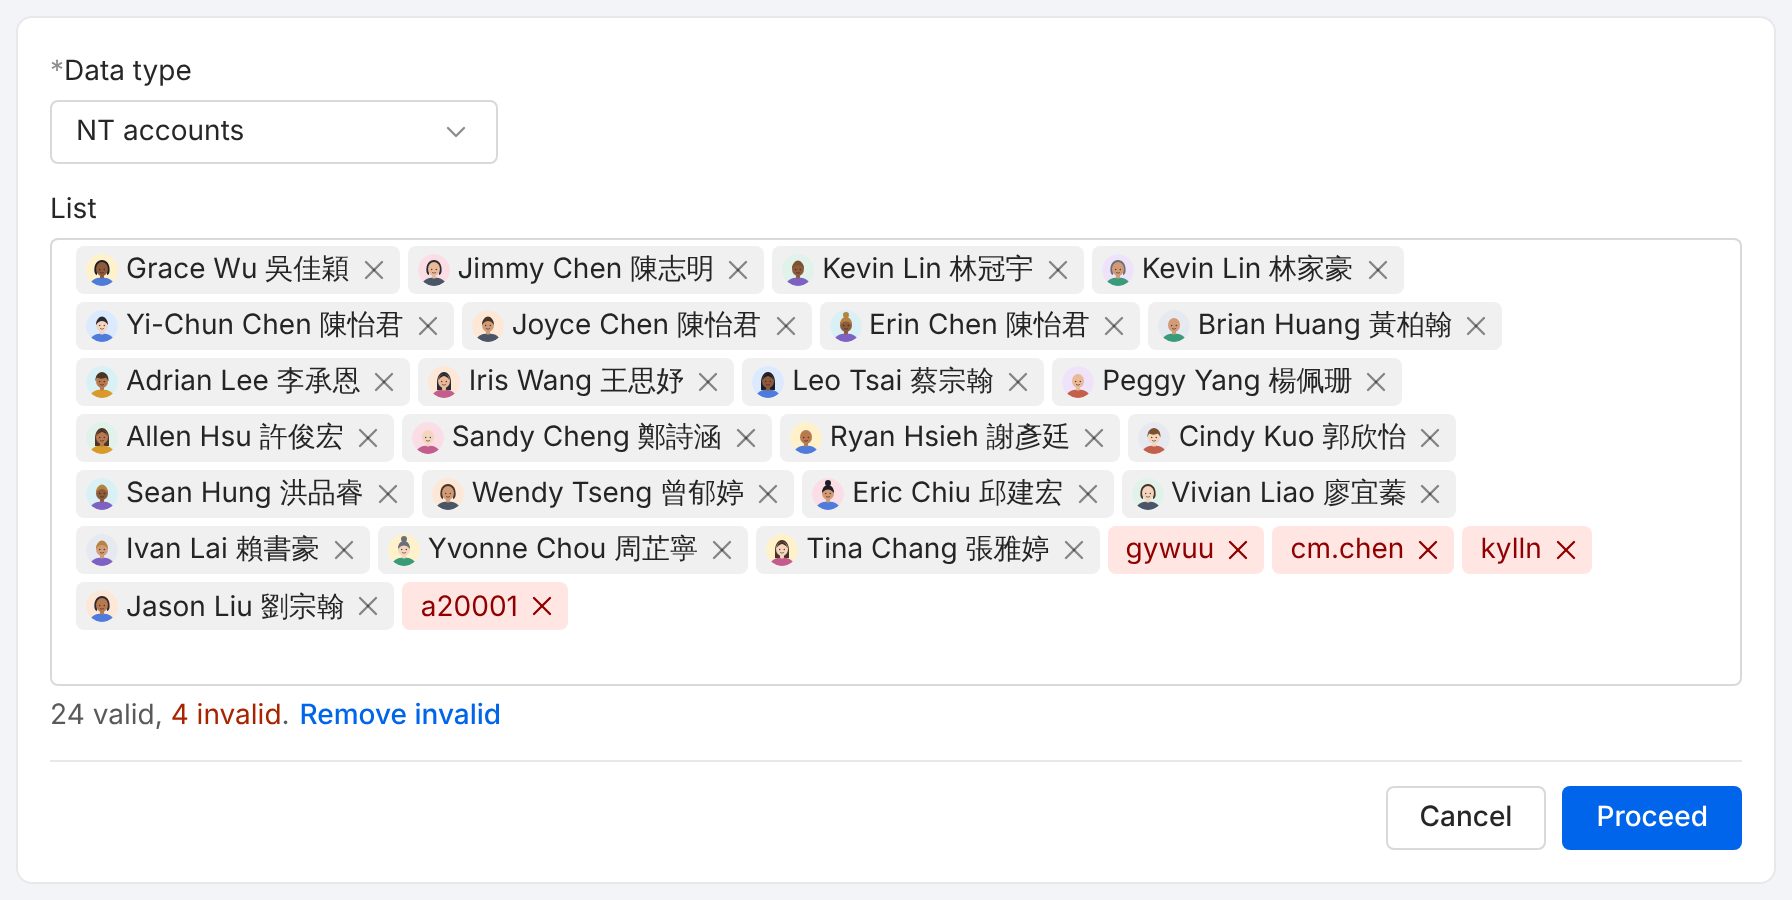 *Data type
NT accounts
List
Grace Wu 吳佳穎 Jimmy Chen 陳志明 Kevin Lin 林冠宇 Kevin Lin 林家豪
Yi-Chun Chen 陳怡君 Joyce Chen 陳怡君 Erin Chen 陳怡君 Brian Huang 黃柏翰
Adrian Lee 李承恩 Iris Wang 王思妤 Leo Tsai 蔡宗翰 Peggy Yang 楊佩珊
Allen Hsu 許俊宏 Sandy Cheng 鄭詩涵 Ryan Hsieh 謝彥廷 Cindy Kuo 郭欣怡
Sean Hung 洪品睿 Wendy Tseng 曾郁婷 Eric Chiu 邱建宏 Vivian Liao 廖宜蓁
Ivan Lai 賴書豪 Yvonne Chou 周芷寧 Tina Chang 張雅婷 gywuu cm.chen kylln
Jason Liu 劉宗翰 a20001
24 valid, 4 invalid. Remove invalid
Cancel Proceed